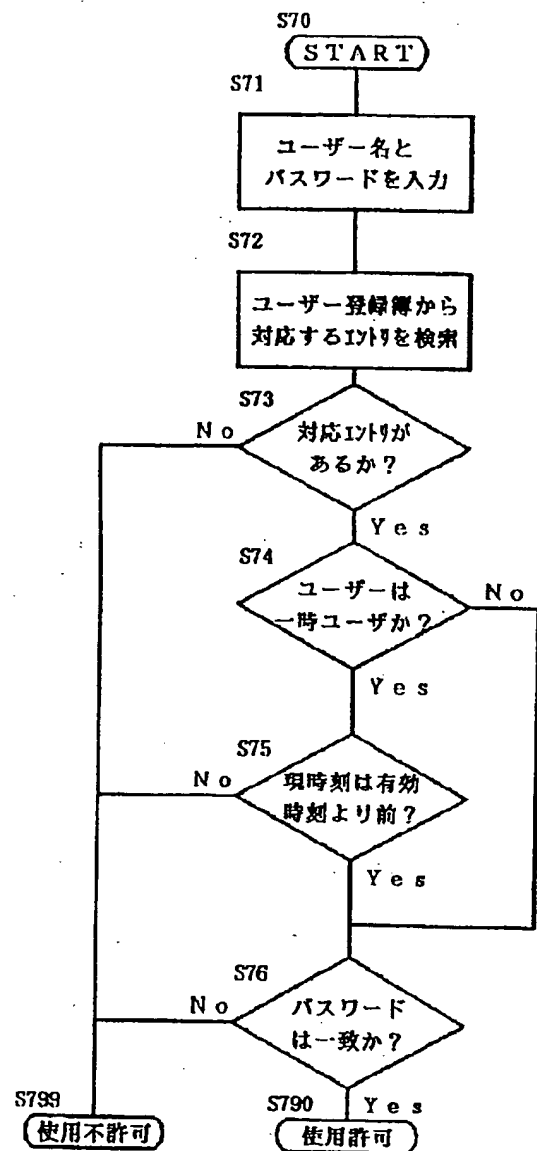 S70
START
S71
ユーザー名と
パスワードを入力
S72
ユーザー登録簿から
対応するエントリを検索
S73
No
対応エントリが
あるか？
Yes
S74
ユーザーは
一時ユーザか？
No
Yes
S75
No
現時刻は有効
時刻より前？
Yes
S76
No
パスワード
は一致か？
S799
使用不許可
S790
Yes
使用許可